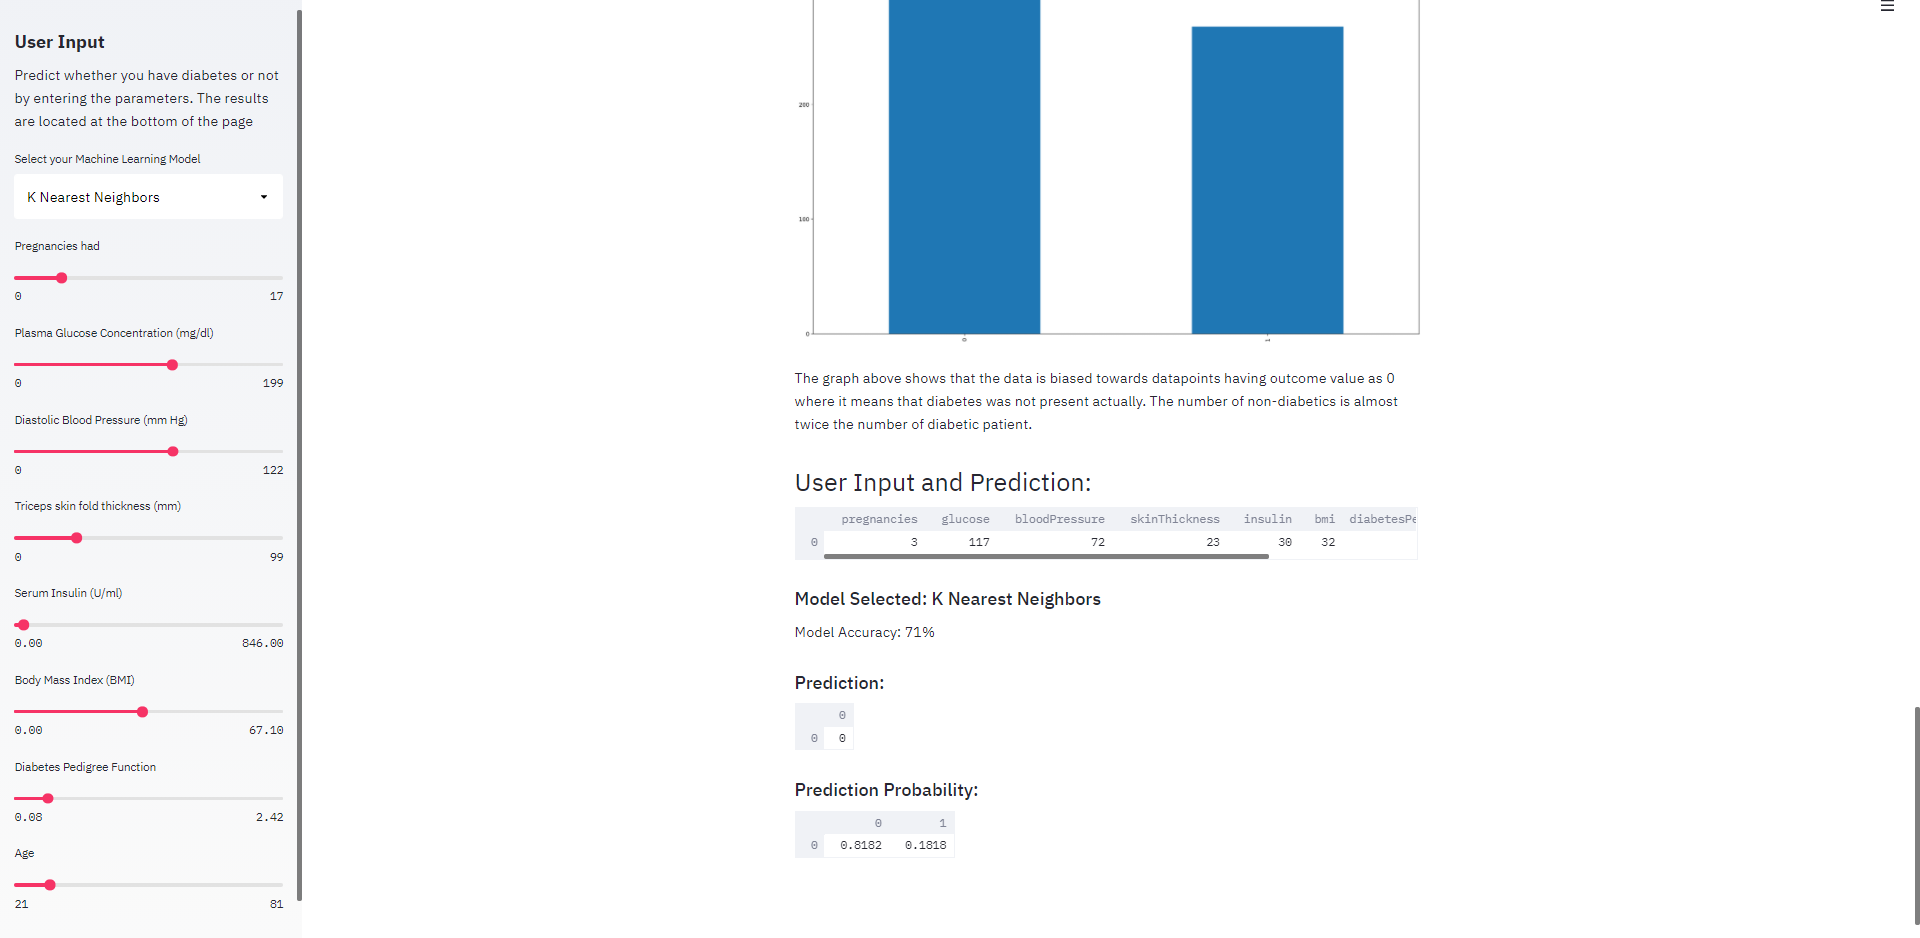 User Input
Predict whether you have diabetes or not
by entering the parameters. The results
are located at the bottom of the page
Select your Machine Learning Model
K Nearest Neighbors
Pregnancies had
0 17
Plasma Glucose Concentration (mg/dl)
0 199
Diastolic Blood Pressure (mm Hg)
0 122
Triceps skin fold thickness (mm)
0 99
Serum Insulin (U/ml)
0.00 846.00
Body Mass Index (BMI)
0.00 67.10
Diabetes Pedigree Function
0.08 2.42
Age
21 81
200
100
0
0 1
The graph above shows that the data is biased towards datapoints having outcome value as 0
where it means that diabetes was not present actually. The number of non-diabetics is almost
twice the number of diabetic patient.
User Input and Prediction:
pregnancies glucose bloodPressure skinThickness insulin bmi diabetesPe
0 3 117 72 23 30 32
Model Selected: K Nearest Neighbors
Model Accuracy: 71%
Prediction:
0
0 0
Prediction Probability:
0 1
0 0.8182 0.1818